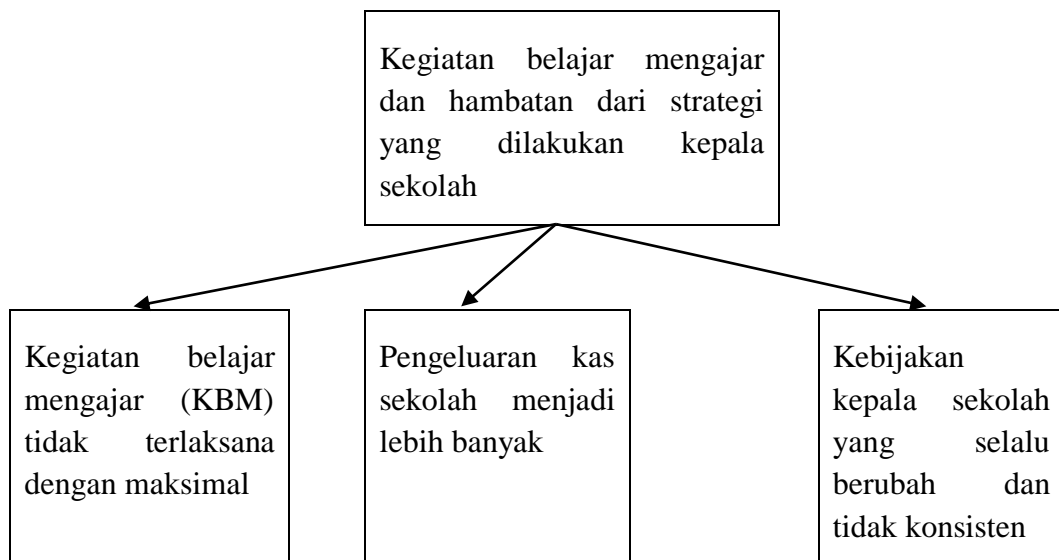 Kegiatan belajar mengajar
dan hambatan dari strategi
yang dilakukan kepala
sekolah
Kegiatan belajar
mengajar (KBM)
tidak terlaksana
dengan maksimal
Pengeluaran kas
sekolah menjadi
lebih banyak
Kebijakan
kepala sekolah
yang selalu
berubah dan
tidak konsisten